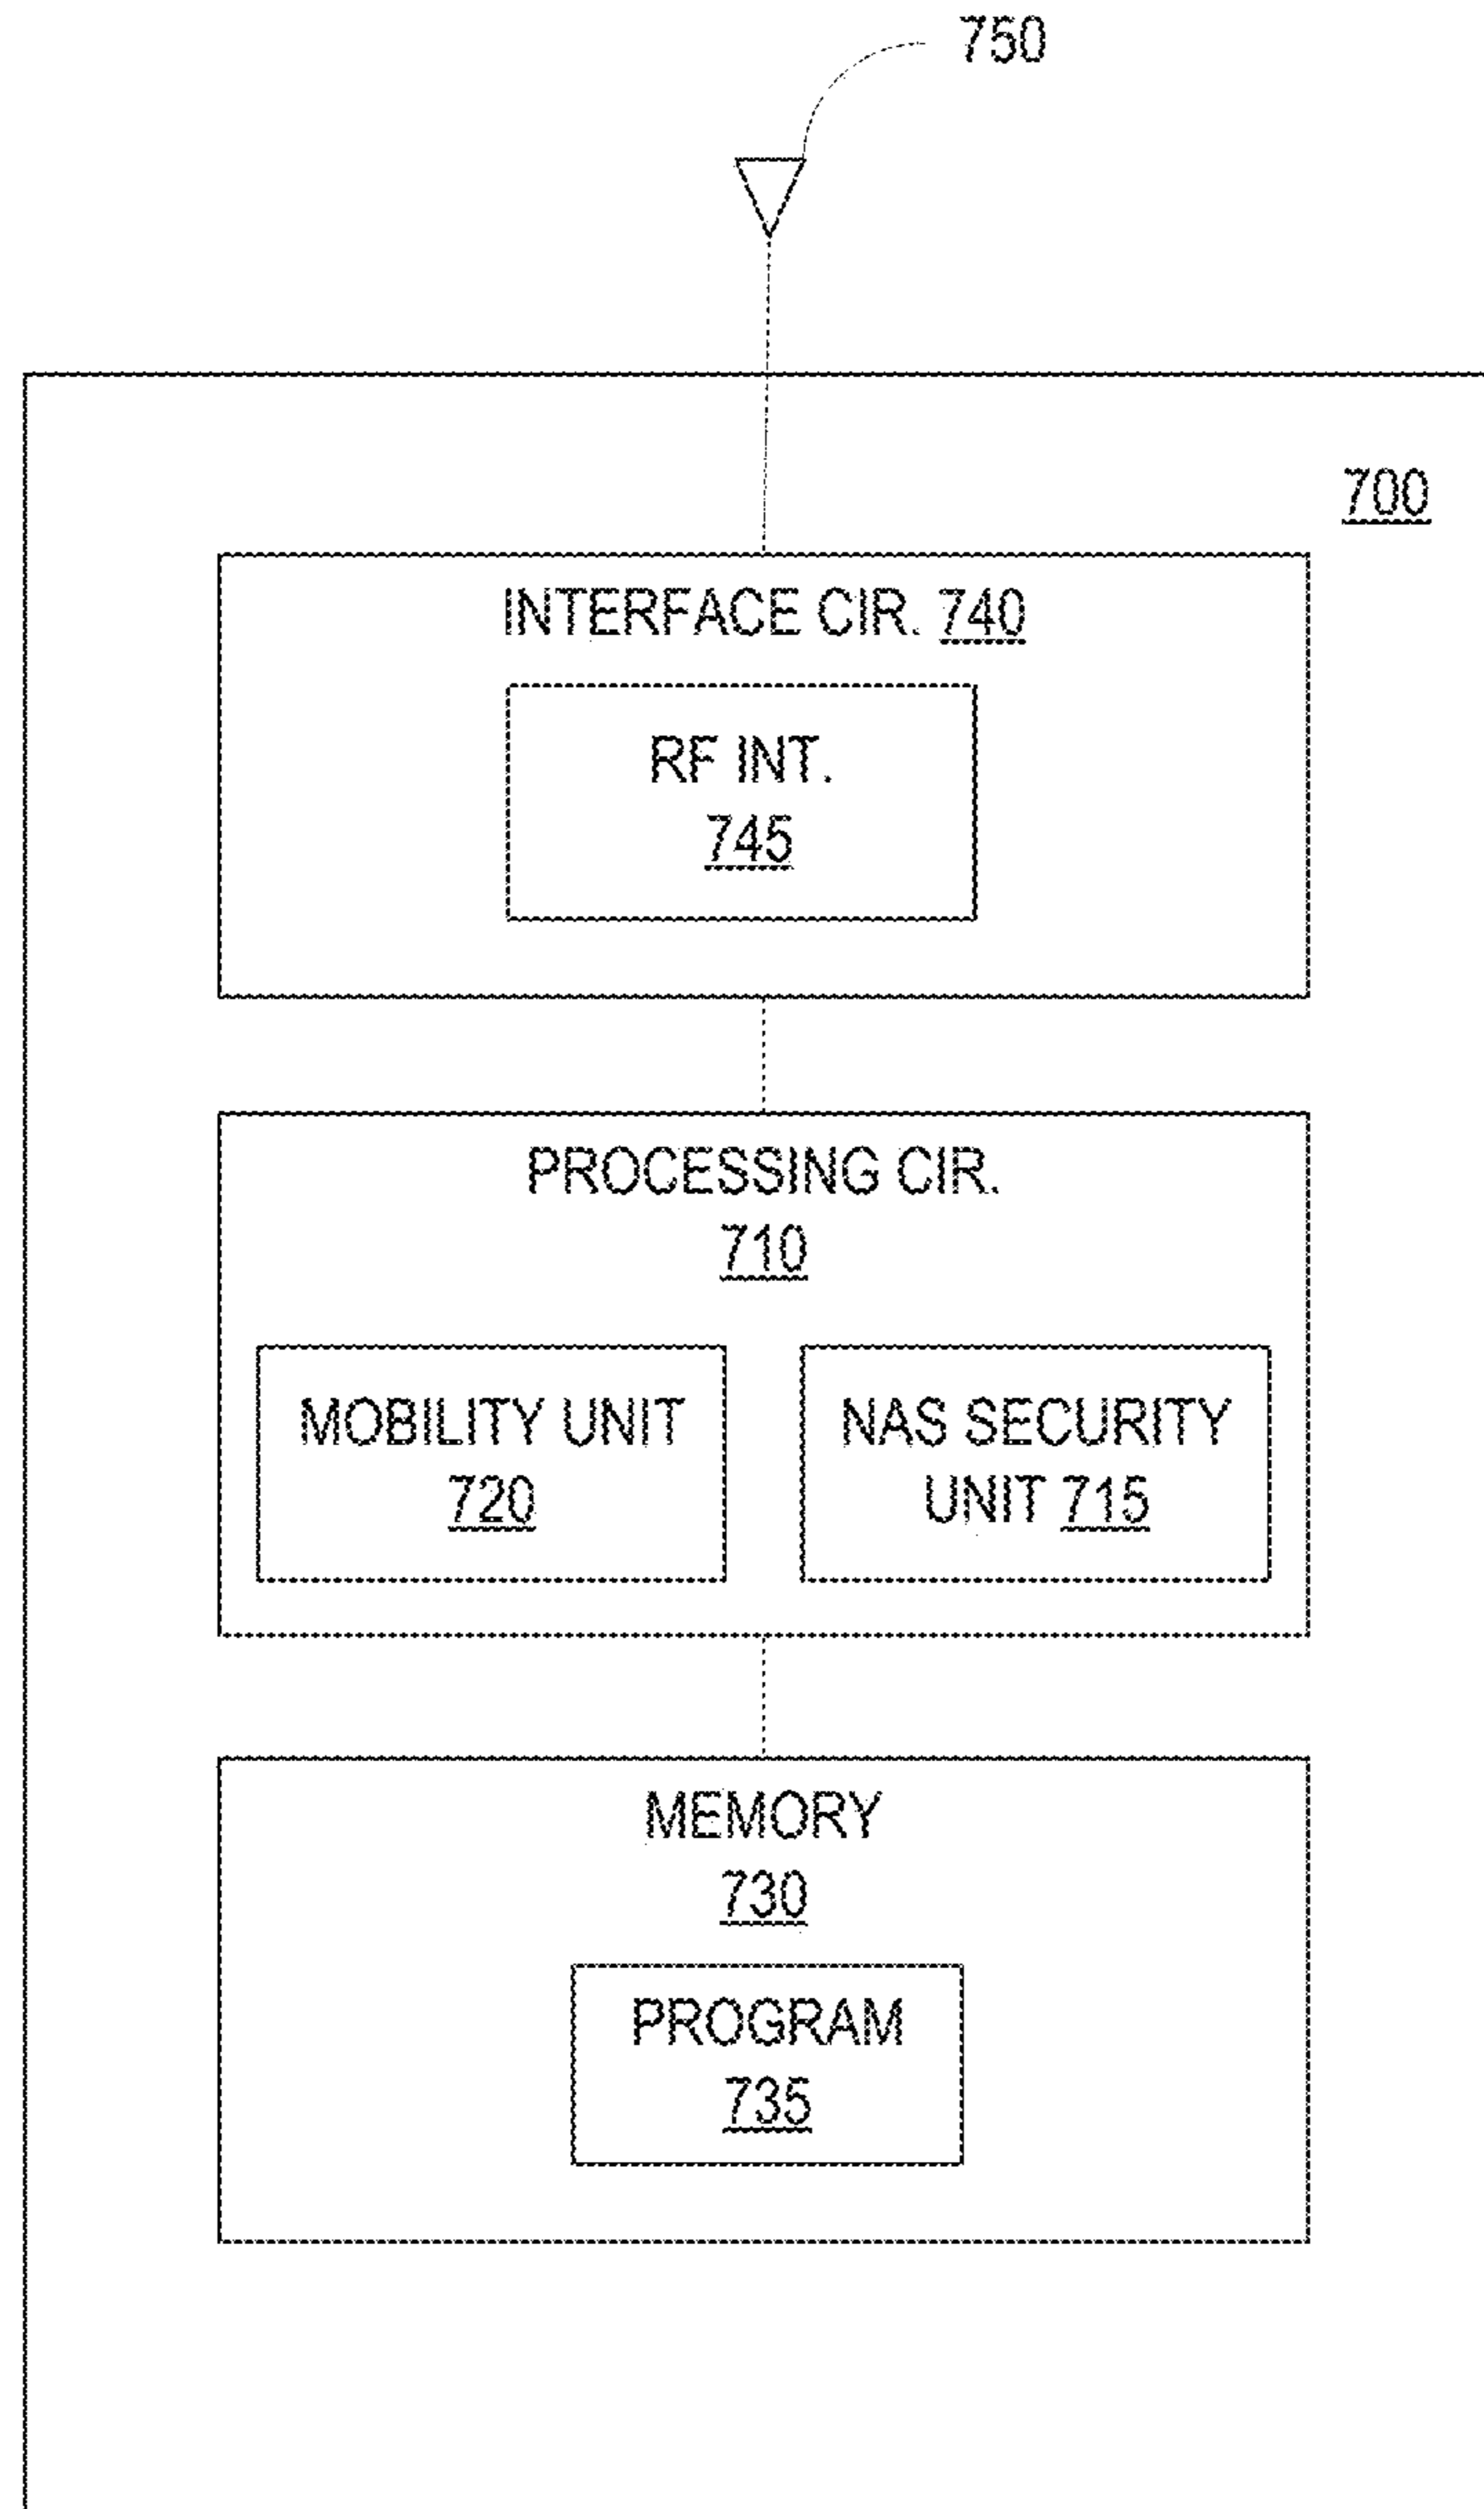 750
700
INTERFACE CIR. 740
RF INT.
745
PROCESSING CIR.
710
MOBILITY UNIT
720
NAS SECURITY
UNIT 715
MEMORY
730
PROGRAM
735